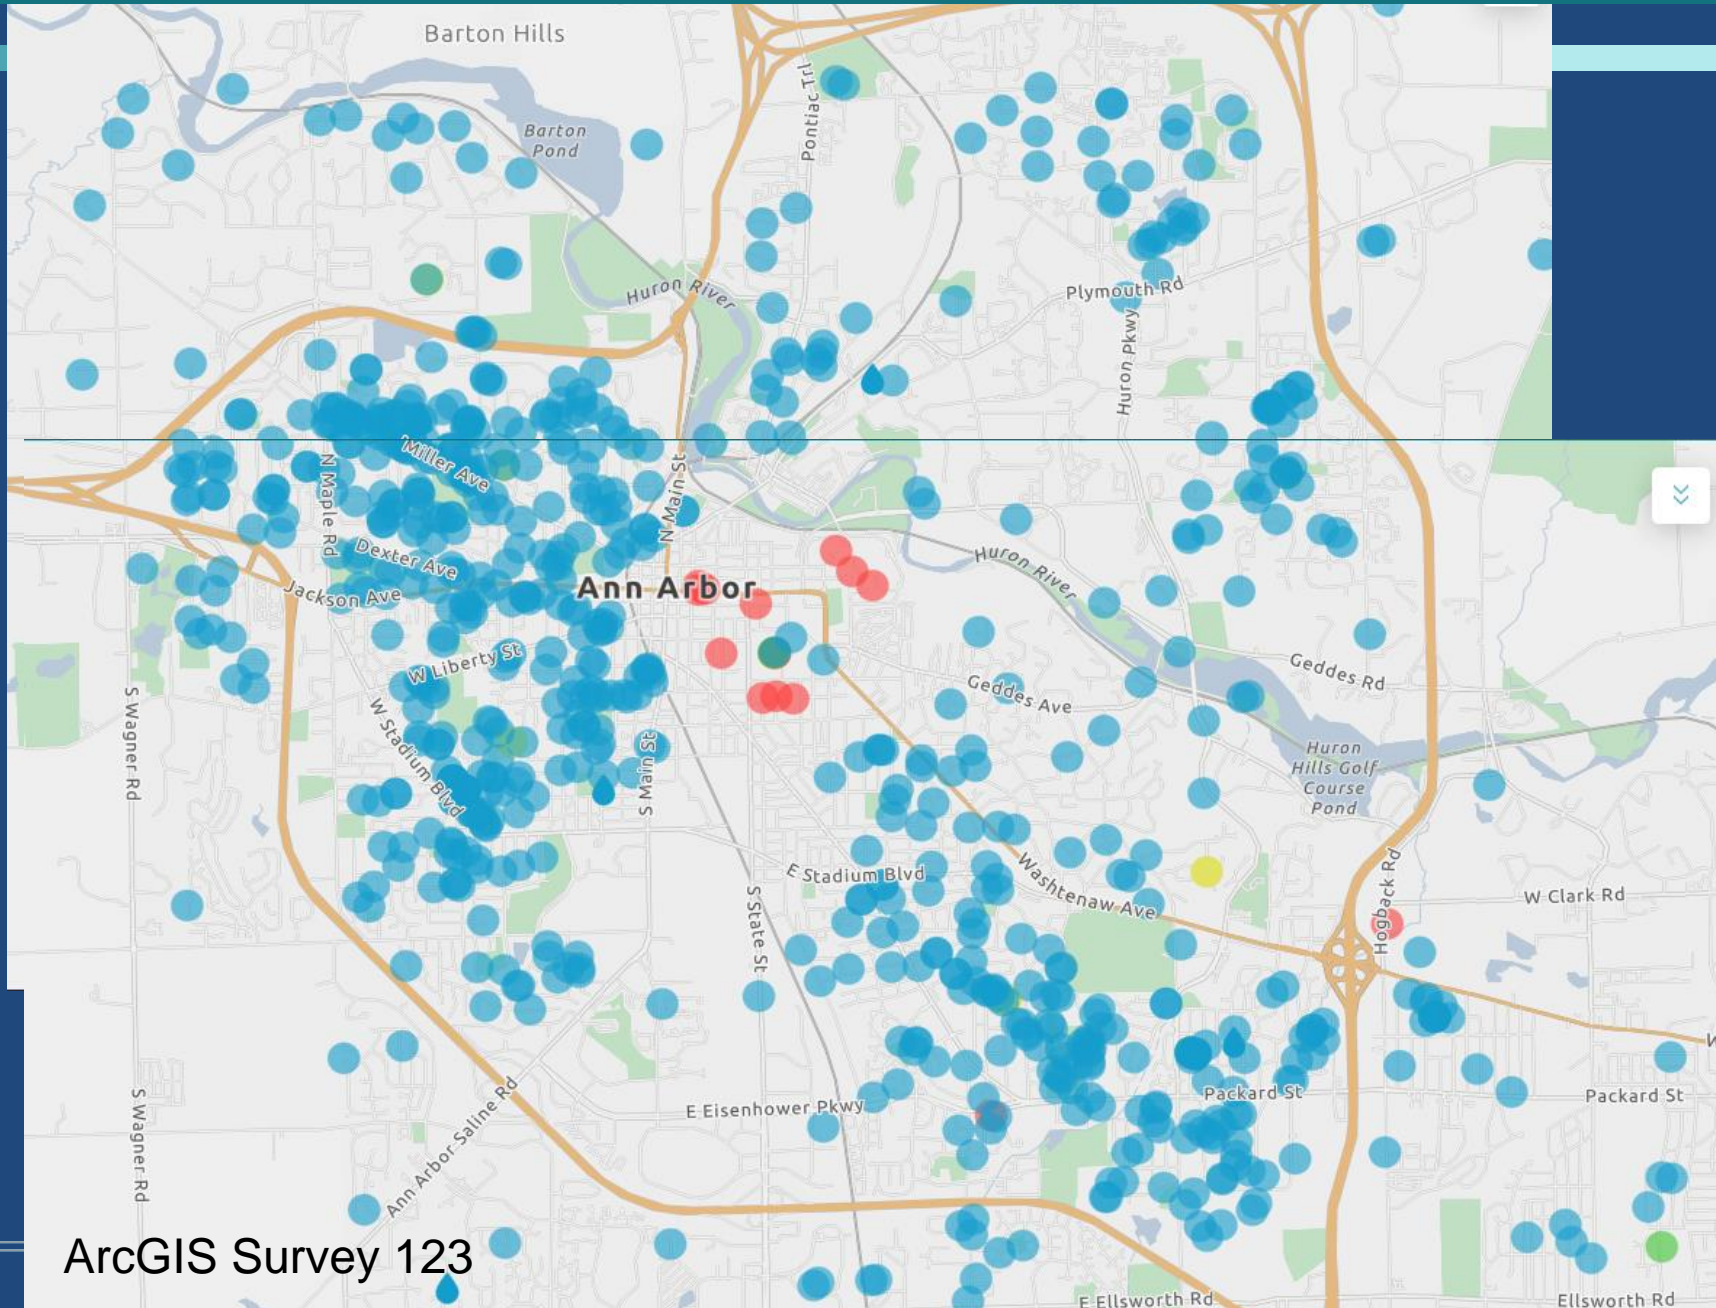 Barton Hills
Pontiac Trl
Barton
Pond
Huron River
Plymouth Rd
Huron Pkwy
Miller Ave
N Maple Rd
N Main St
Dexter Ave
Huron River
Jackson Ave
Ann Arbor
W Liberty St
Geddes Rd
Geddes Ave
S Wagner Rd
W Stadium Blvd
S Main St
Huron
Hills Golf
Course
Pond
E Stadium Blvd
Washtenaw Ave
Hogback Rd
W Clark Rd
S State St
W
Packard St
Packard St
E Eisenhower Pkwy
S Wagner Rd
Ann Arbor Saline Rd
ArcGIS Survey 123
E Ellsworth Rd
Ellsworth Rd